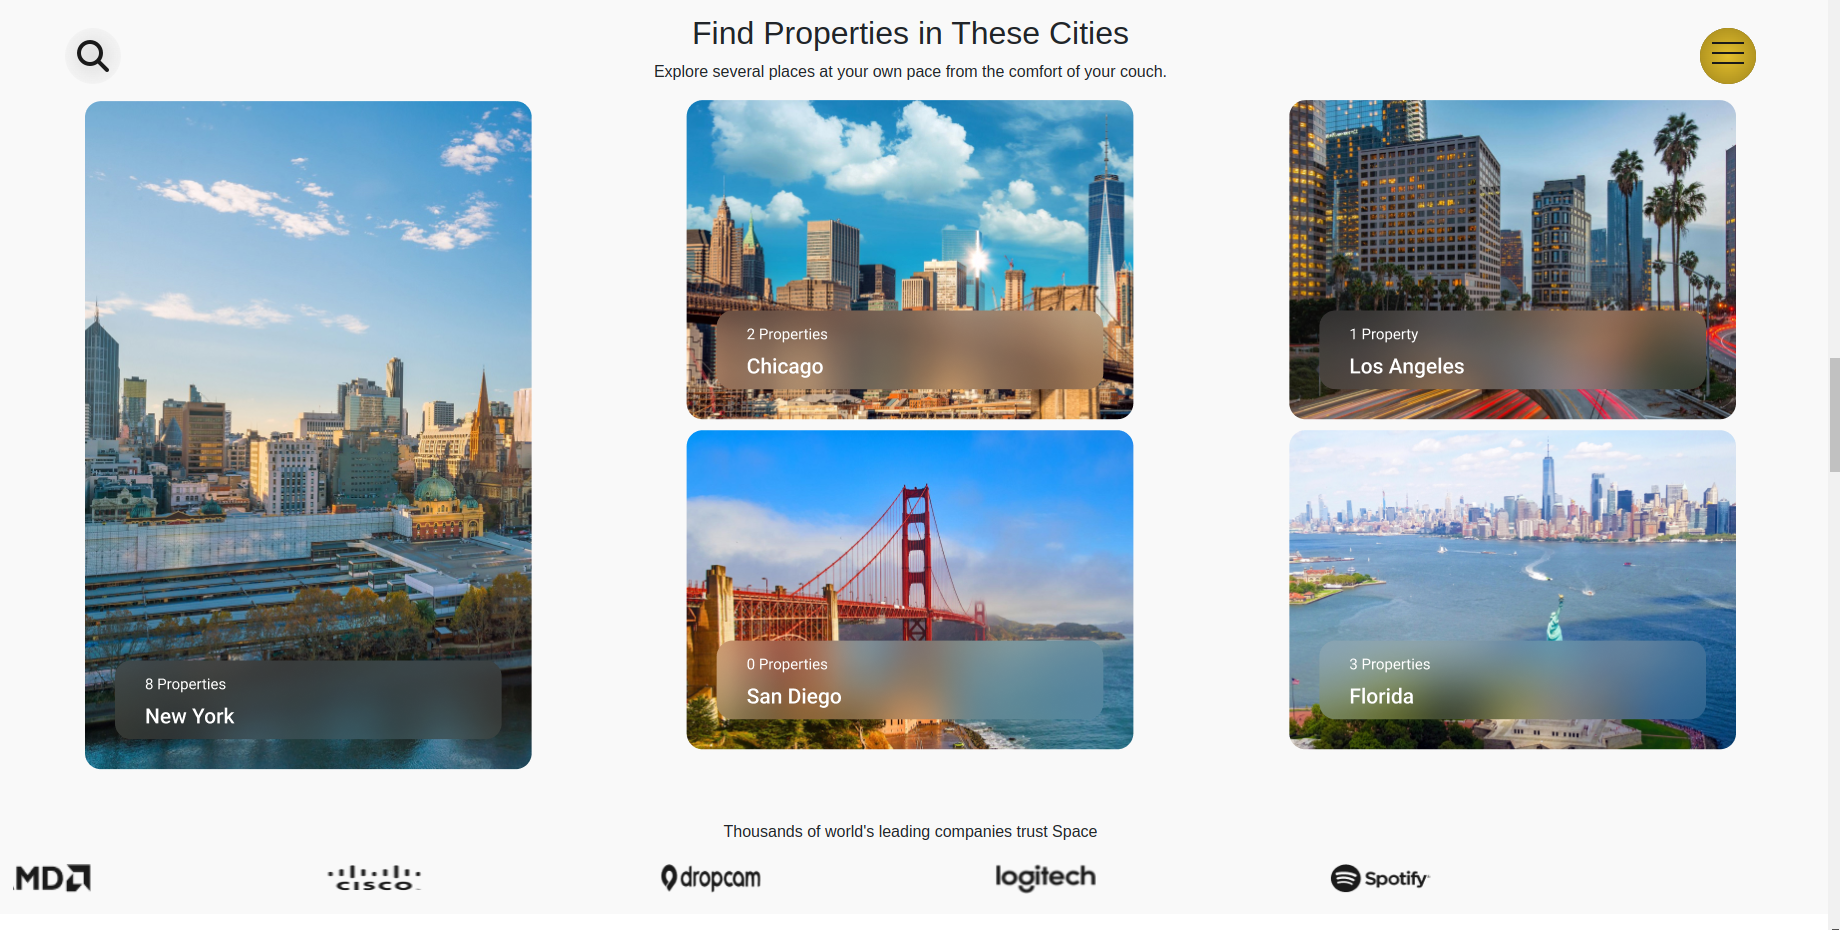 Find Properties in These Cities
Explore several places at your own pace from the comfort of your couch.
8 Properties
New York
2 Properties
Chicago
1 Property
Los Angeles
0 Properties
San Diego
3 Properties
Florida
Thousands of world's leading companies trust Space
MD
CISCO
dropcam
logitech
Spotify